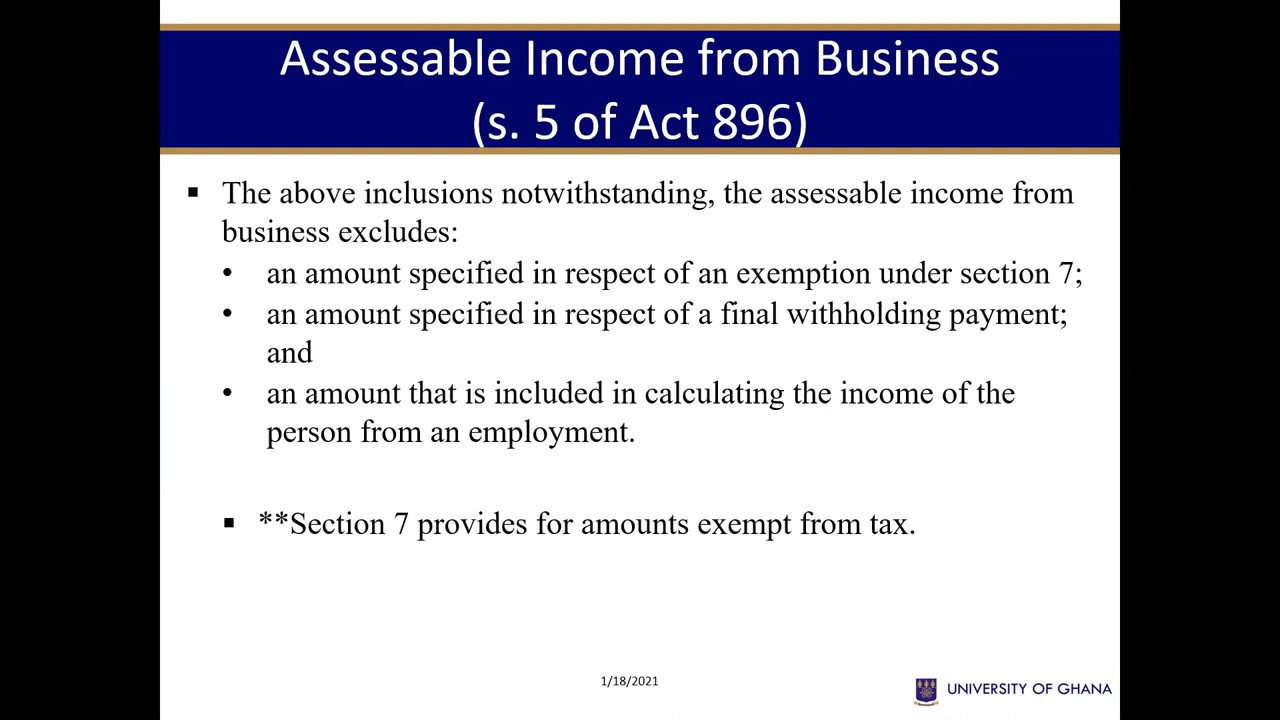 Assessable Income from Business
(s. 5 of Act 896)
▪ The above inclusions notwithstanding, the assessable income from
business excludes:
• an amount specified in respect of an exemption under section 7;
• an amount specified in respect of a final withholding payment;
and
• an amount that is included in calculating the income of the
person from an employment.
▪ **Section 7 provides for amounts exempt from tax.
1/18/2021
UNIVERSITY OF GHANA